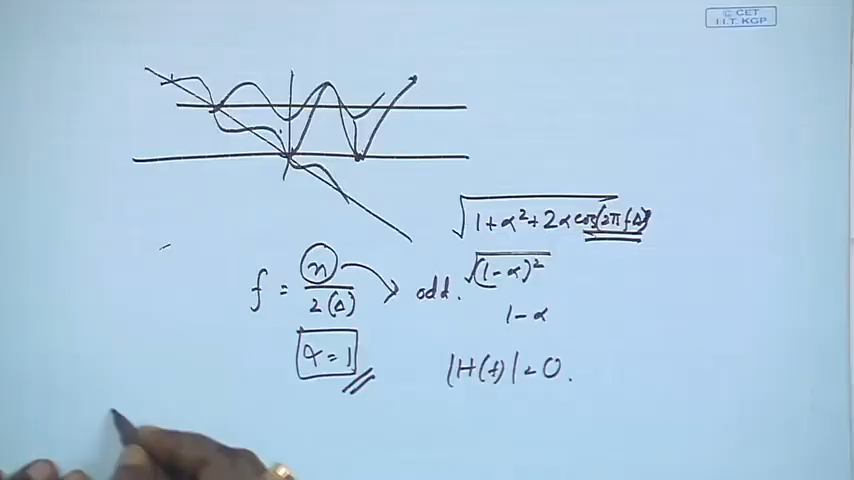 © CET
I.I.T. KGP
√1+α²+2α cos(2πfΔ)
f = n/2(Δ) odd. √(1-α)²
1-α
α=1 |H(f)|=0.